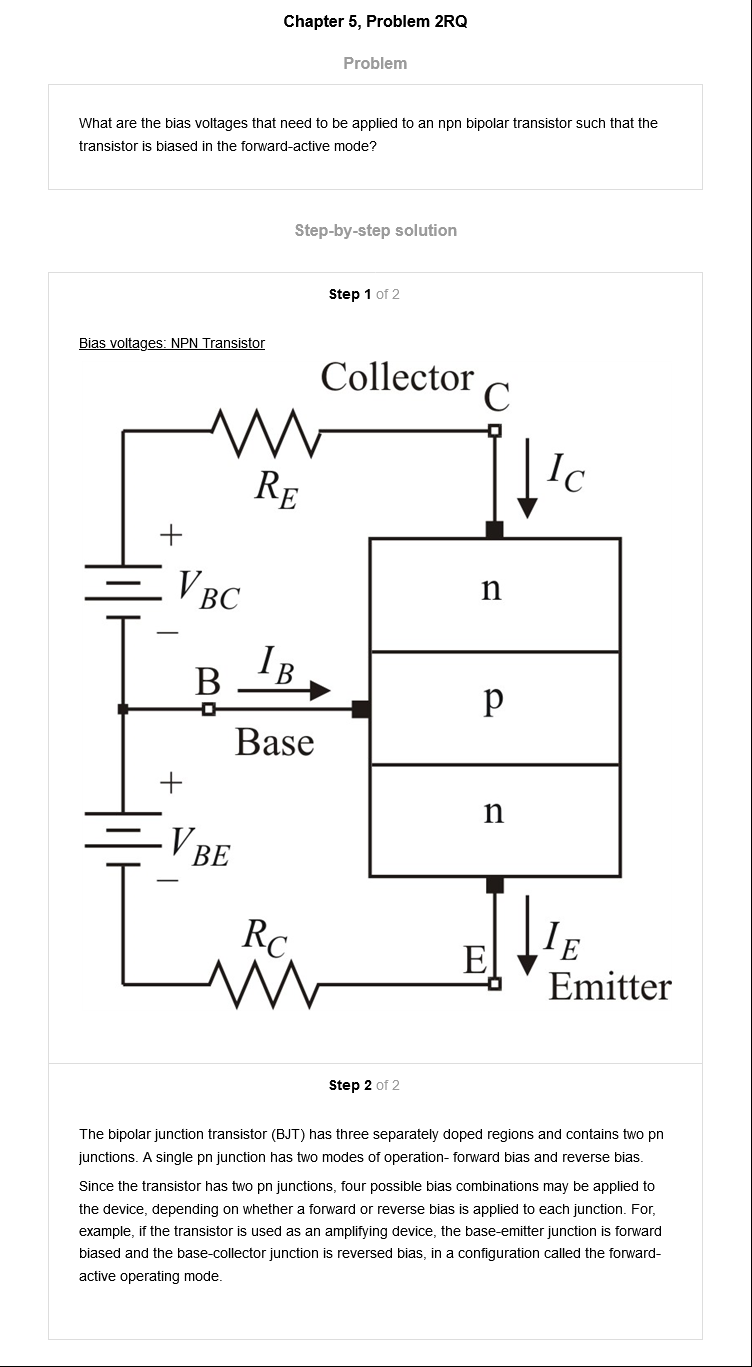 Chapter 5, Problem 2RQ
Problem
What are the bias voltages that need to be applied to an npn bipolar transistor such that the
transistor is biased in the forward-active mode?
Step-by-step solution
Step 1 of 2
Bias voltages: NPN Transistor
Collector
C
I_C
R_E
+
V_BC
n
−
I_B
B
p
Base
+
n
V_BE
−
R_C
I_E
E
Emitter
Step 2 of 2
The bipolar junction transistor (BJT) has three separately doped regions and contains two pn
junctions. A single pn junction has two modes of operation- forward bias and reverse bias.
Since the transistor has two pn junctions, four possible bias combinations may be applied to
the device, depending on whether a forward or reverse bias is applied to each junction. For,
example, if the transistor is used as an amplifying device, the base-emitter junction is forward
biased and the base-collector junction is reversed bias, in a configuration called the forward-
active operating mode.